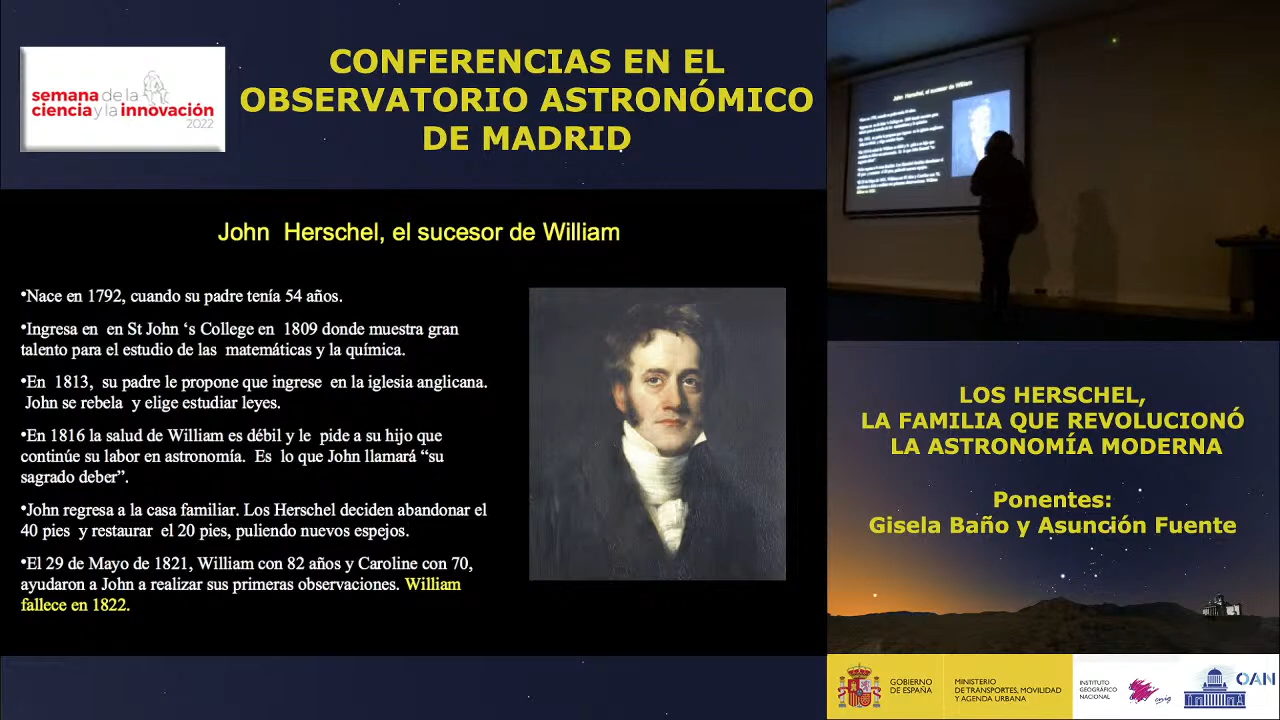 semana de la
ciencia y la innovación
2022
CONFERENCIAS EN EL
OBSERVATORIO ASTRONÓMICO
DE MADRID
John Herschel, el sucesor de William
•Nace en 1792, cuando su padre tenía 54 años.
•Ingresa en en St John ‘s College en 1809 donde muestra gran
talento para el estudio de las matemáticas y la química.
•En 1813, su padre le propone que ingrese en la iglesia anglicana.
John se rebela y elige estudiar leyes.
•En 1816 la salud de William es débil y le pide a su hijo que
continúe su labor en astronomía. Es lo que John llamará “su
sagrado deber”.
•John regresa a la casa familiar. Los Herschel deciden abandonar el
40 pies y restaurar el 20 pies, puliendo nuevos espejos.
•El 29 de Mayo de 1821, William con 82 años y Caroline con 70,
ayudaron a John a realizar sus primeras observaciones. William
fallece en 1822.
John Herschel, el sucesor de William
LOS HERSCHEL,
LA FAMILIA QUE REVOLUCIONÓ
LA ASTRONOMÍA MODERNA
Ponentes:
Gisela Baño y Asunción Fuente
GOBIERNO
DE ESPAÑA
MINISTERIO
DE TRANSPORTES, MOVILIDAD
Y AGENDA URBANA
INSTITUTO
GEOGRÁFICO
NACIONAL
cnig
OAN